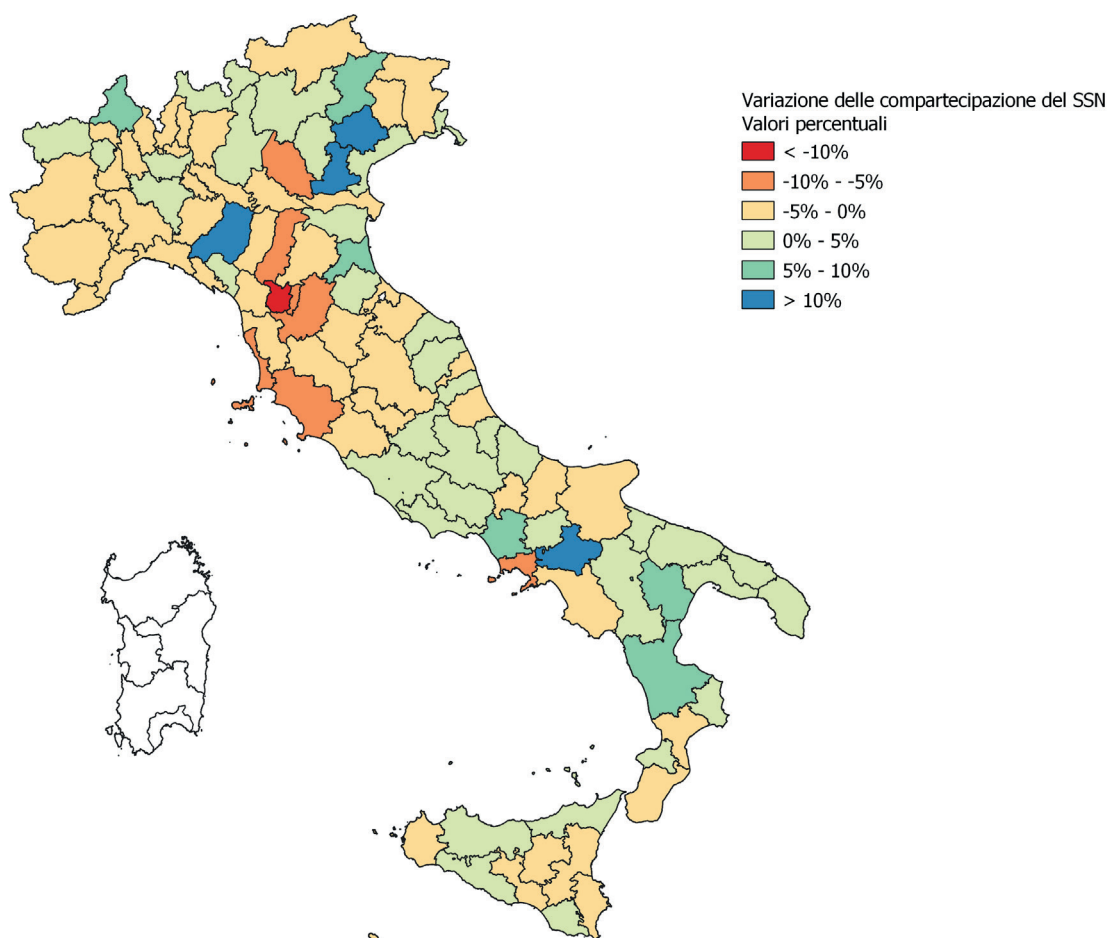 Variazione delle compartecipazione del SSN
Valori percentuali
< -10%
-10% - -5%
-5% - 0%
0% - 5%
5% - 10%
> 10%